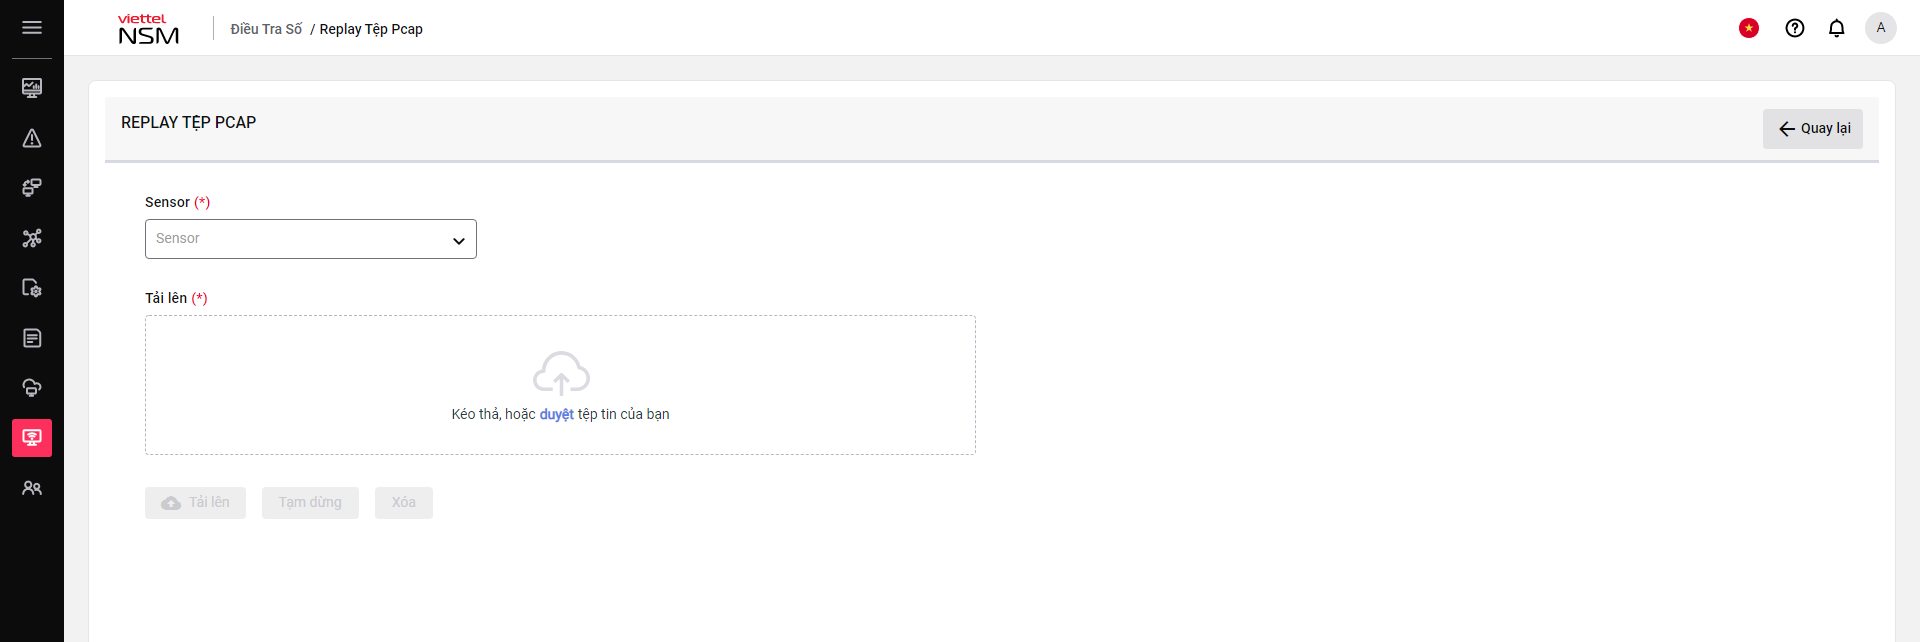 viettel
NSM
Điều Tra Số / Replay Tệp Pcap
A
REPLAY TỆP PCAP
Quay lại
Sensor (*)
Sensor
Tải lên (*)
Kéo thả, hoặc duyệt tệp tin của bạn
Tải lên
Tạm dừng
Xóa